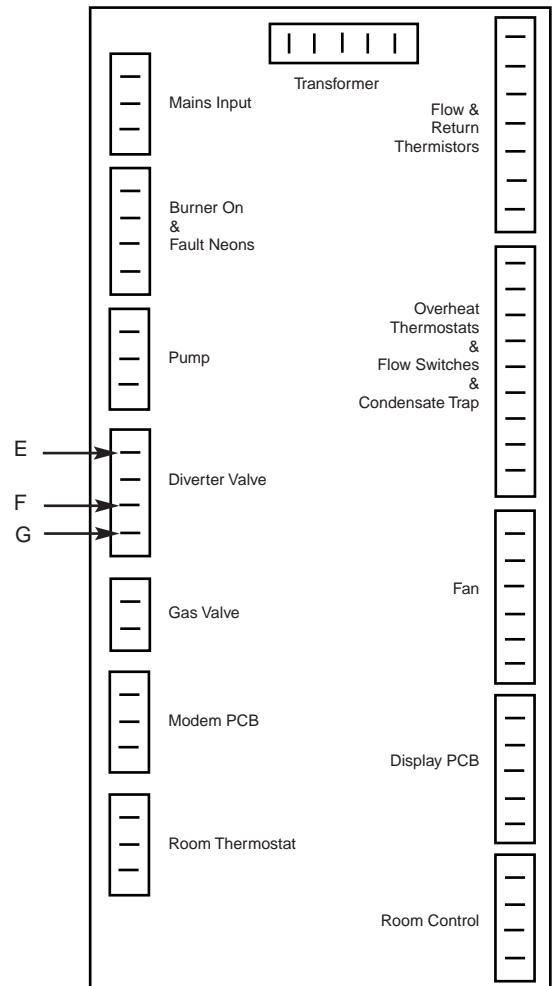 Transformer
Mains Input
Burner On
&
Fault Neons
Pump
E
F
G
Diverter Valve
Gas Valve
Modem PCB
Room Thermostat
Flow &
Return
Thermistors
Overheat
Thermostats
&
Flow Switches
&
Condensate Trap
Fan
Display PCB
Room Control